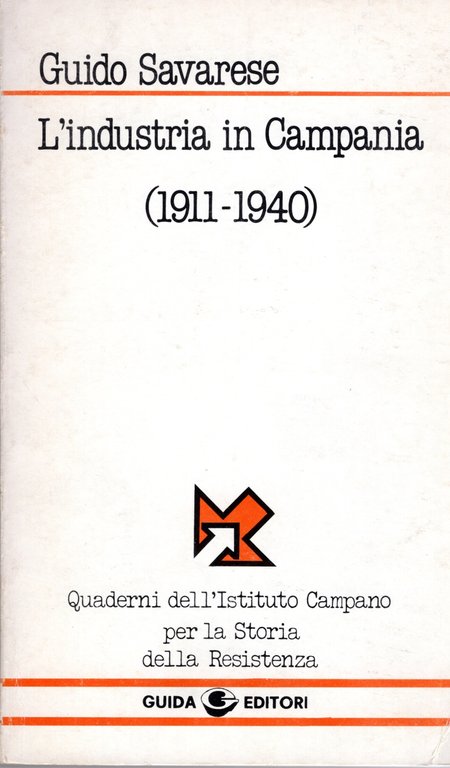 Guido Savarese
L'industria in Campania
(1911-1940)
Quaderni dell'Istituto Campano
per la Storia
della Resistenza
GUIDA EDITORI